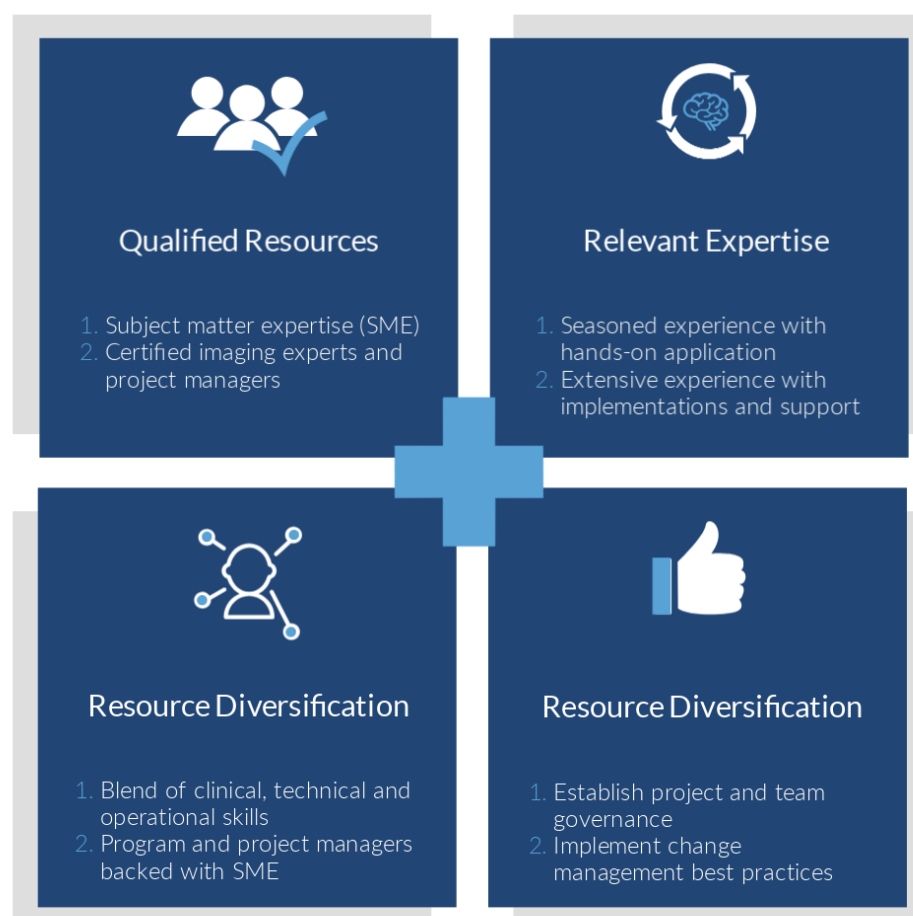 Qualified Resources
1. Subject matter expertise (SME)
2. Certified imaging experts and
project managers
Relevant Expertise
1. Seasoned experience with
hands-on application
2. Extensive experience with
implementations and support
Resource Diversification
1. Blend of clinical, technical and
operational skills
2. Program and project managers
backed with SME
Resource Diversification
1. Establish project and team
governance
2. Implement change
management best practices